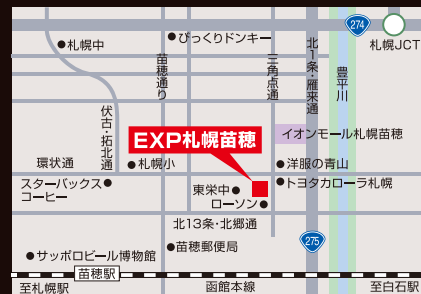 274
札幌JCT
札幌中
びっくりドンキー
苗穂通り
三角点通
北1条・雁来通
豊平川
伏古・拓北通
イオンモール札幌苗穂
EXP札幌苗穂
環状通
札幌小
洋服の青山
スターバックス
コーヒー
東栄中
トヨタカローラ札幌
ローソン
北13条・北郷通
苗穂郵便局
275
サッポロビール博物館
苗穂駅
至札幌駅
函館本線
至白石駅